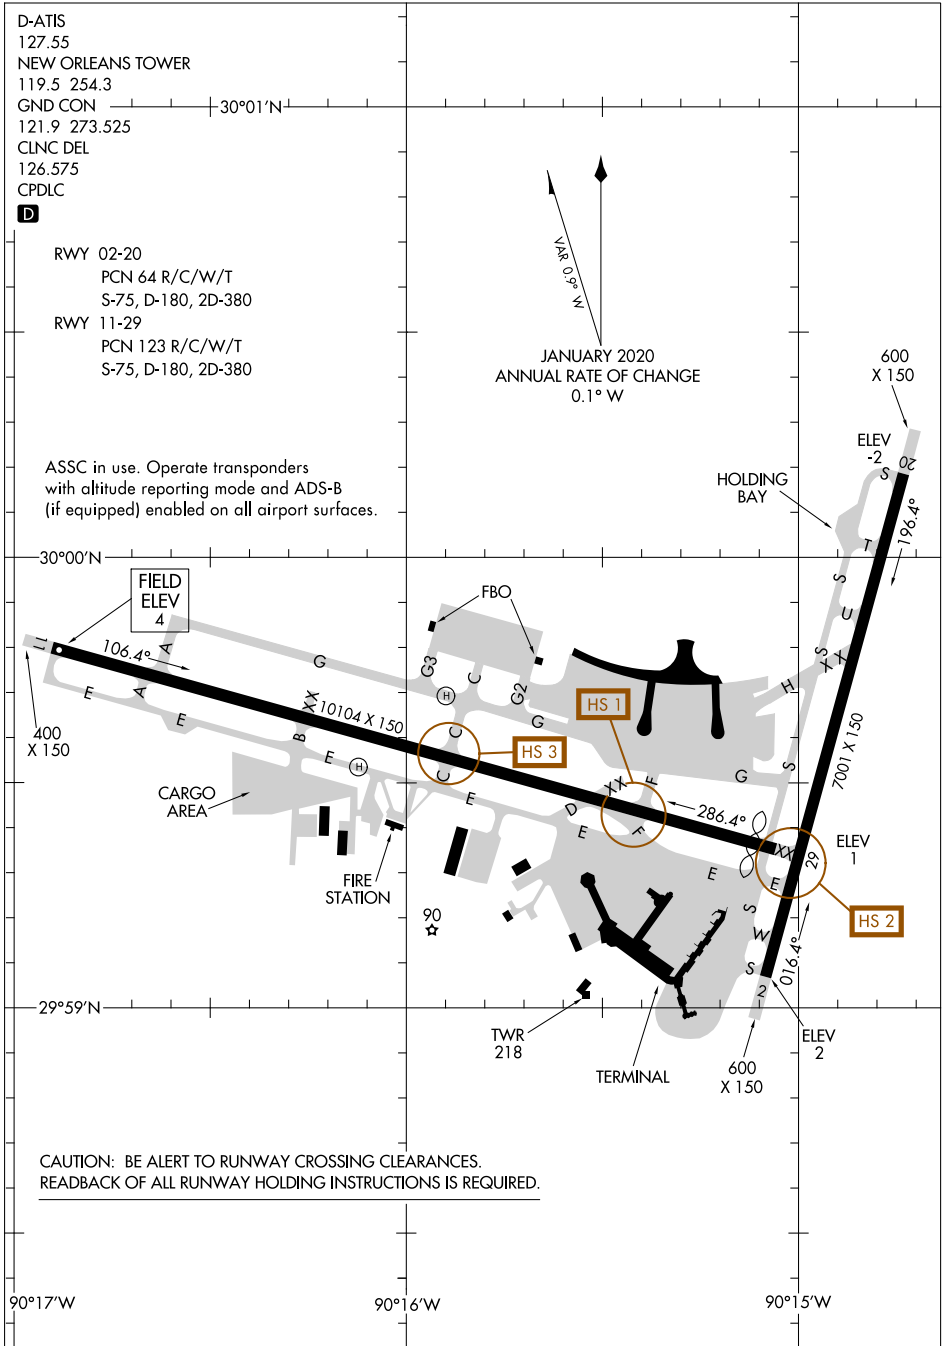 D-ATIS
127.55
NEW ORLEANS TOWER
119.5 254.3
GND CON
121.9 273.525
CLNC DEL
126.575
CPDLC
D
30°01'N
RWY 02-20
PCN 64 R/C/W/T
S-75, D-180, 2D-380
RWY 11-29
PCN 123 R/C/W/T
S-75, D-180, 2D-380
VAR 0.9° W
JANUARY 2020
ANNUAL RATE OF CHANGE
0.1° W
600
X 150
ELEV
-2
20
S
HOLDING
BAY
196.4°
ASSC in use. Operate transponders
with altitude reporting mode and ADS-B
(if equipped) enabled on all airport surfaces.
30°00'N
T
S
U
FIELD
ELEV
4
FBO
11
106.4°
A
G
G3
C
G2
H
S
XX
X
E
A
E
XX
10104 X 150
H
G
HS 1
400
X 150
B
E
H
C
C
HS 3
E
D
E
XX
F
F
G
S
7001 X 150
CARGO
AREA
286.4°
XX
29
ELEV
1
E
E
HS 2
FIRE
STATION
90
S
W
S
016.4°
2
29°59'N
TWR
218
TERMINAL
ELEV
2
600
X 150
CAUTION: BE ALERT TO RUNWAY CROSSING CLEARANCES.
READBACK OF ALL RUNWAY HOLDING INSTRUCTIONS IS REQUIRED.
90°17'W
90°16'W
90°15'W